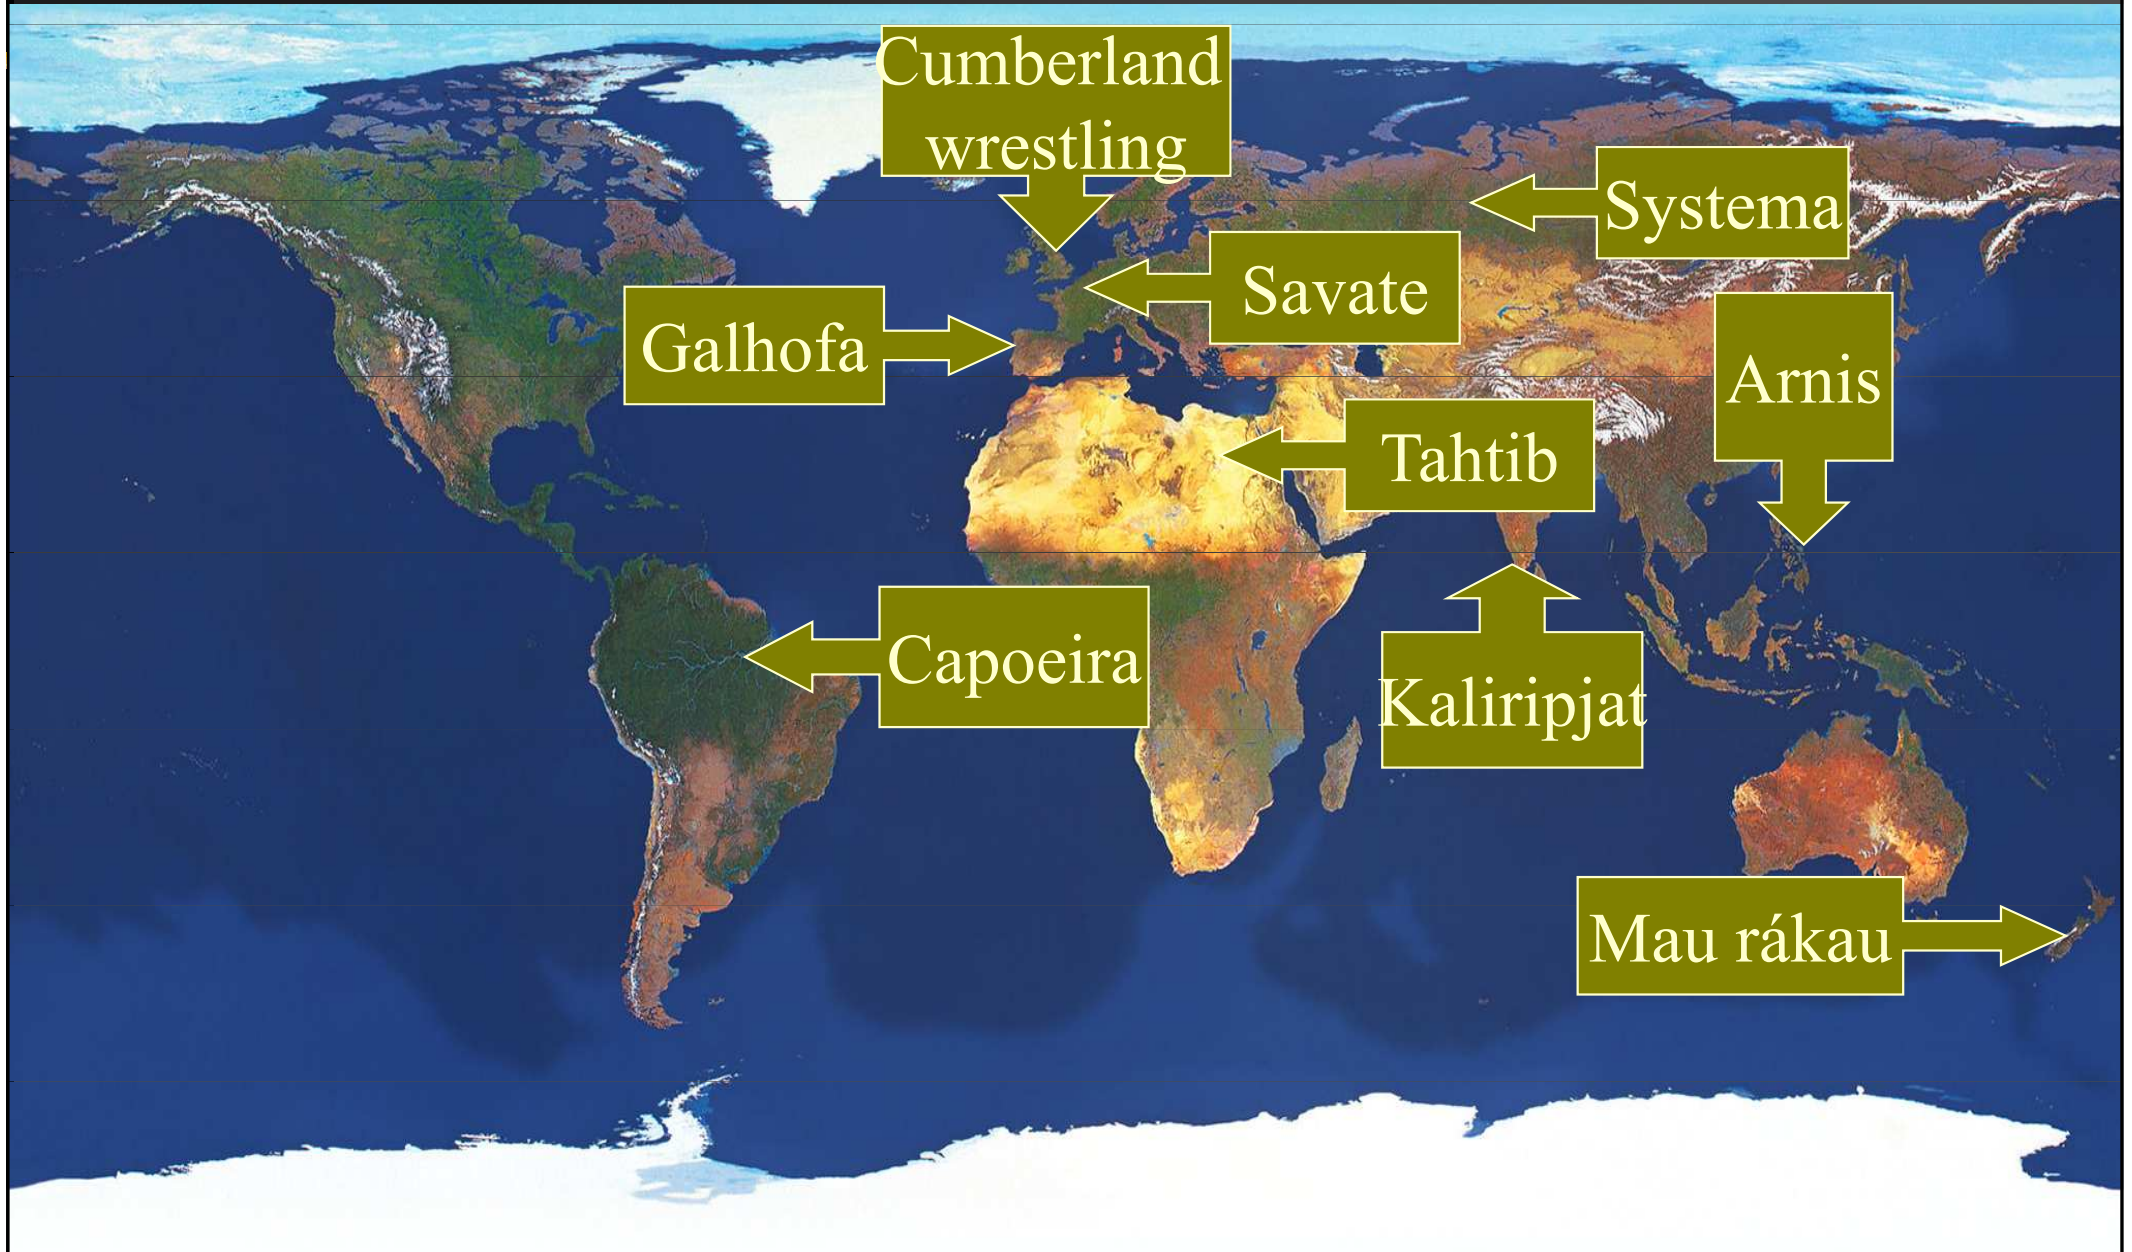 Cumberland
wrestling
Systema
Savate
Galhofa
Arnis
Tahtib
Capoeira
Kaliripjat
Mau rákau